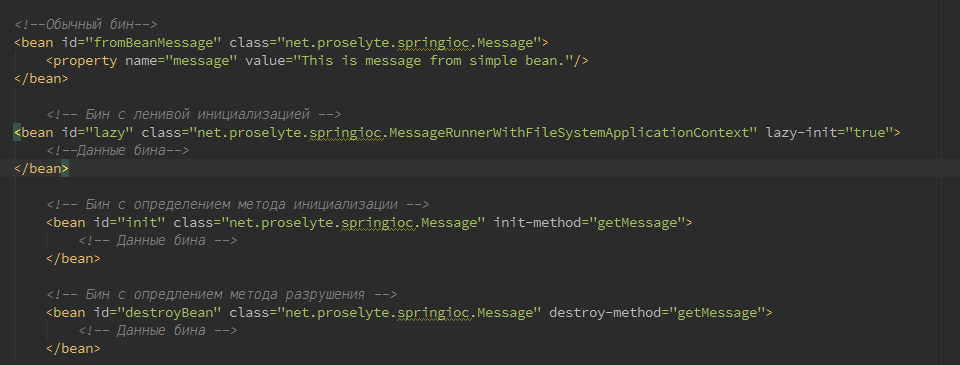 <!--Обычный бин-->
<bean id="fromBeanMessage" class="net.proselyte.springioc.Message">
    <property name="message" value="This is message from simple bean."/>
</bean>
    <!-- Бин с ленивой инициализацией -->
<bean id="lazy" class="net.proselyte.springioc.MessageRunnerWithFileSystemApplicationContext" lazy-init="true">
    <!--Данные бина-->
</bean>
    <!-- Бин с определением метода инициализации -->
    <bean id="init" class="net.proselyte.springioc.Message" init-method="getMessage">
        <!-- Данные бина -->
    </bean>
    <!-- Бин с опредлением метода разрушения -->
    <bean id="destroyBean" class="net.proselyte.springioc.Message" destroy-method="getMessage">
        <!-- Данные бина -->
    </bean>